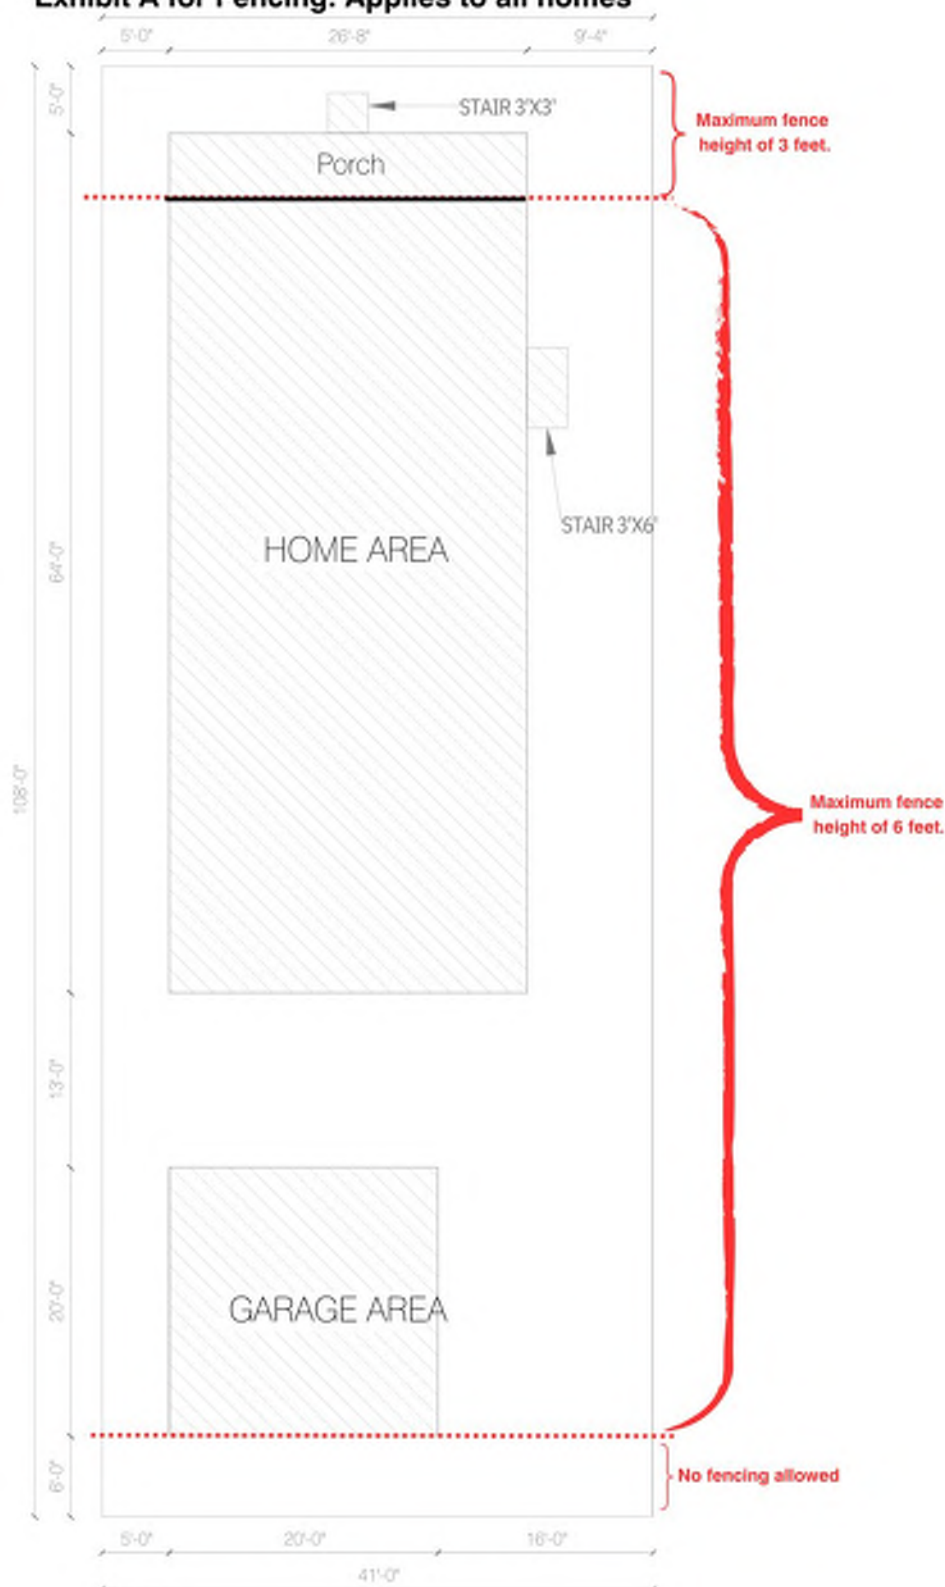 Exhibit A for Fencing. Applies to all homes
5'-0"
26'-8"
9'-4"
5'-0"
STAIR 3'X3'
Maximum fence
height of 3 feet.
Porch
STAIR 3'X6'
HOME AREA
64'-0"
108'-0"
Maximum fence
height of 6 feet.
13'-0"
20'-0"
GARAGE AREA
6'-0"
No fencing allowed
5'-0"
20'-0"
16'-0"
41'-0"